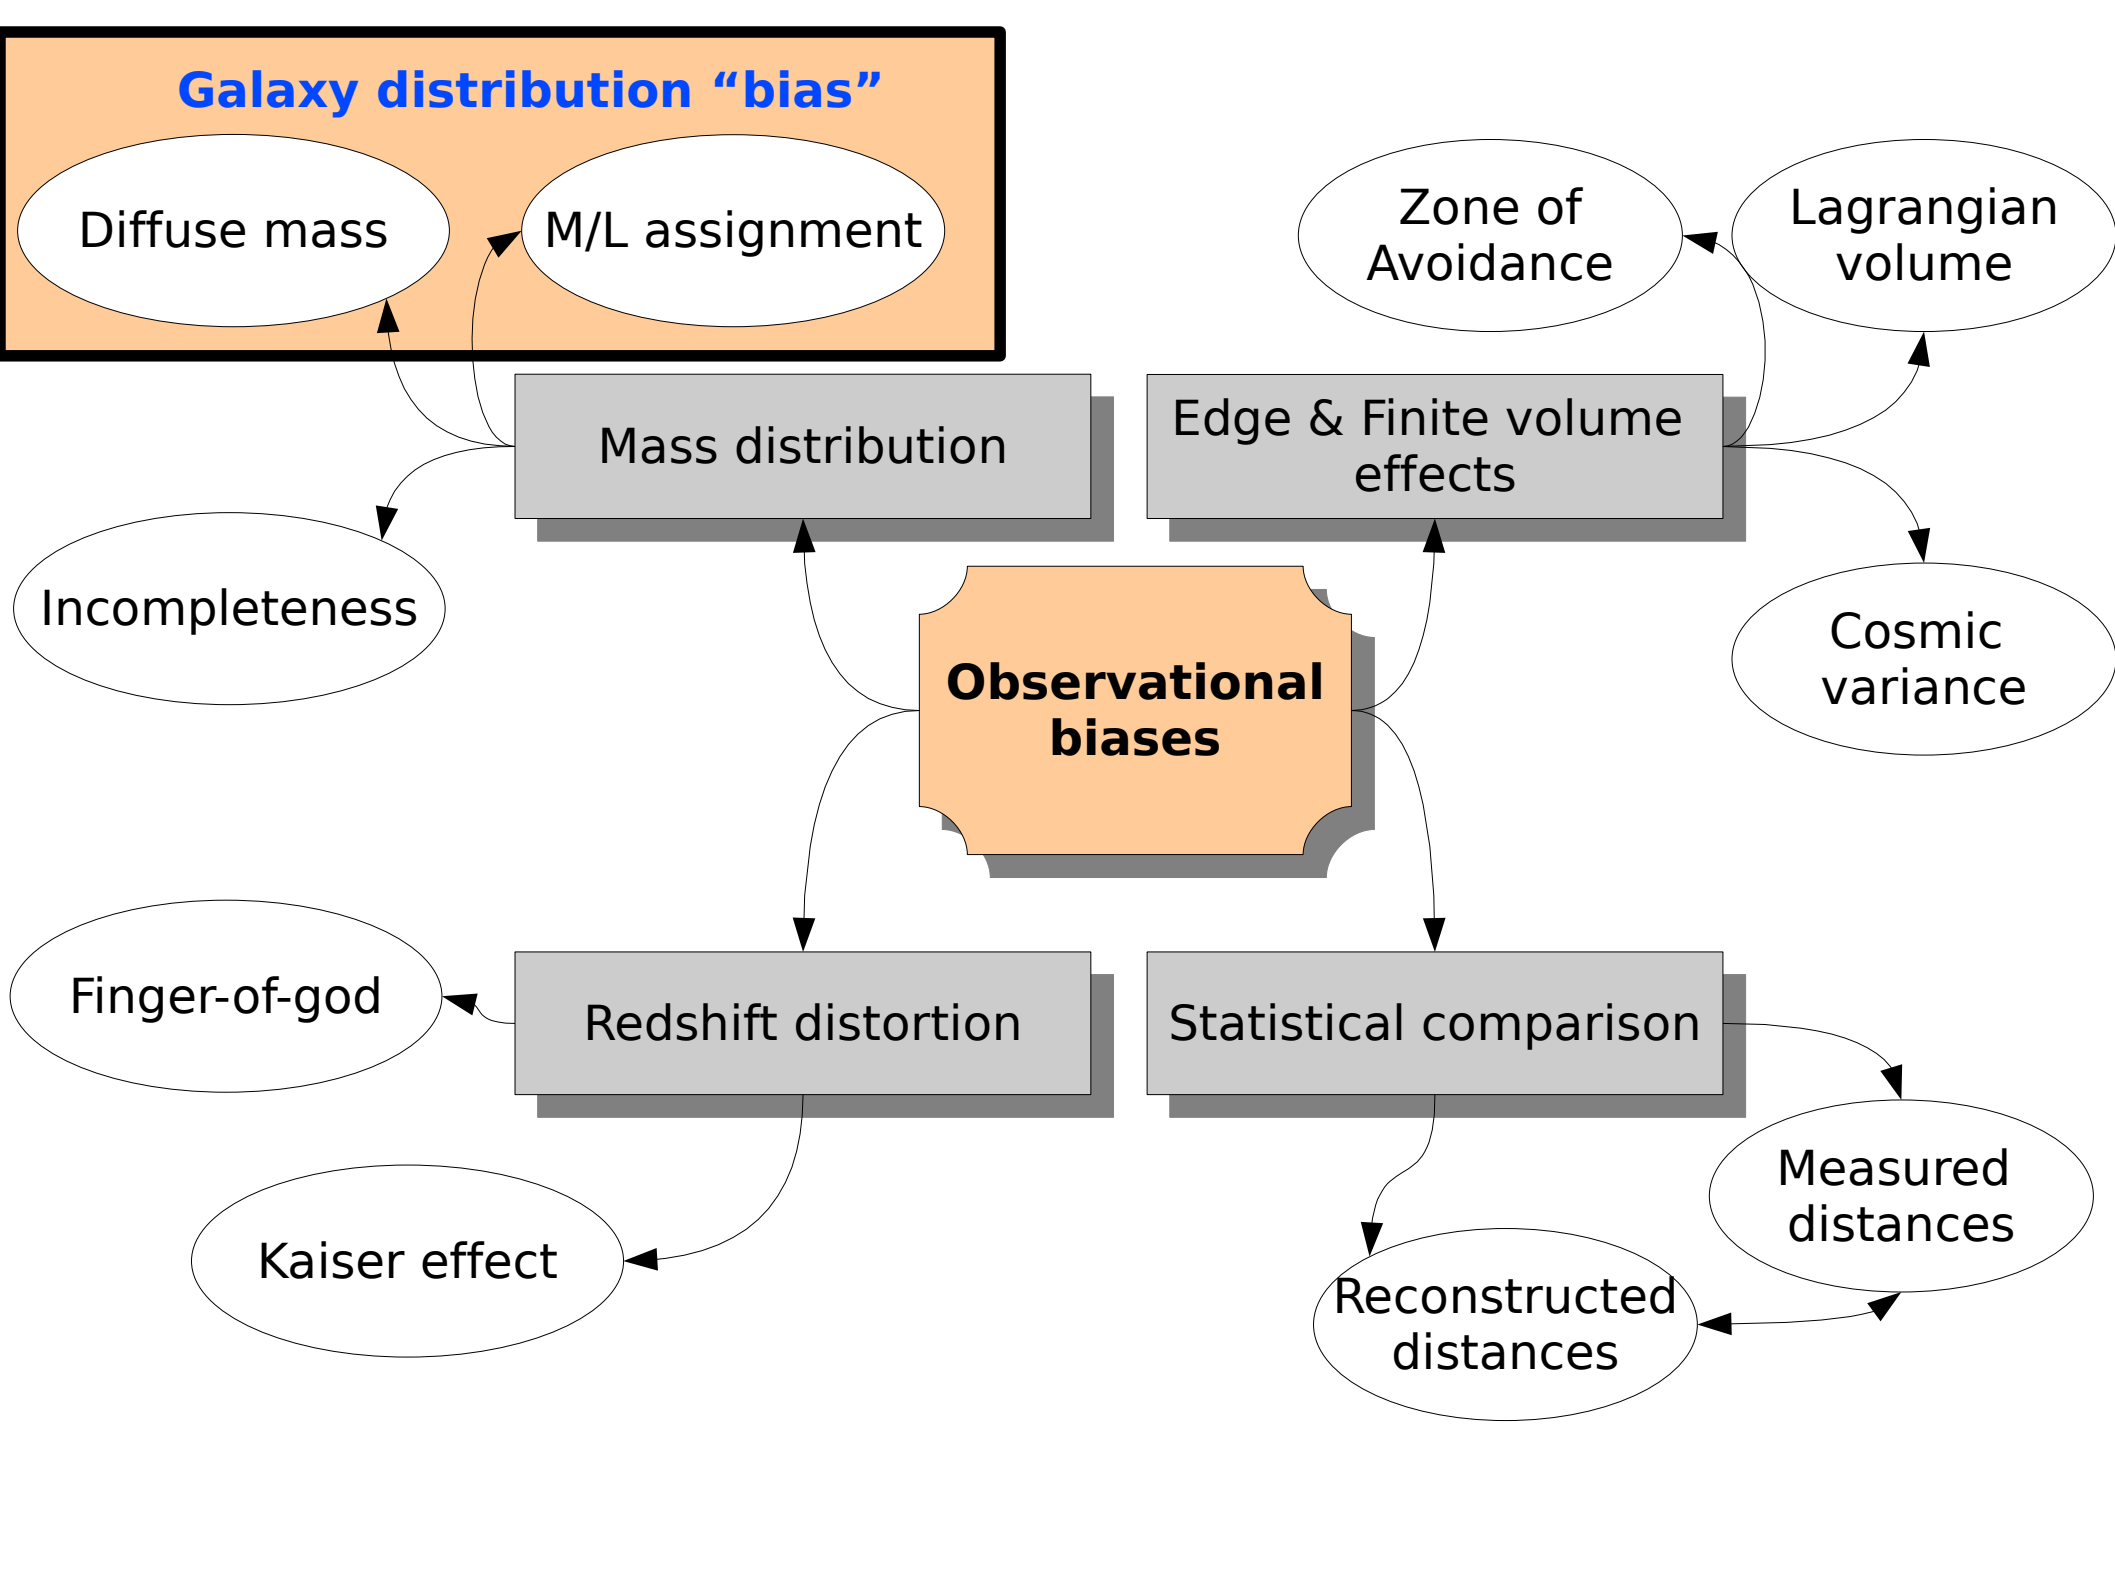 Galaxy distribution “bias”
Diffuse mass
M/L assignment
Zone of
Avoidance
Lagrangian
volume
Mass distribution
Edge & Finite volume
effects
Incompleteness
Cosmic
variance
Observational
biases
Finger-of-god
Redshift distortion
Statistical comparison
Measured
distances
Kaiser effect
Reconstructed
distances